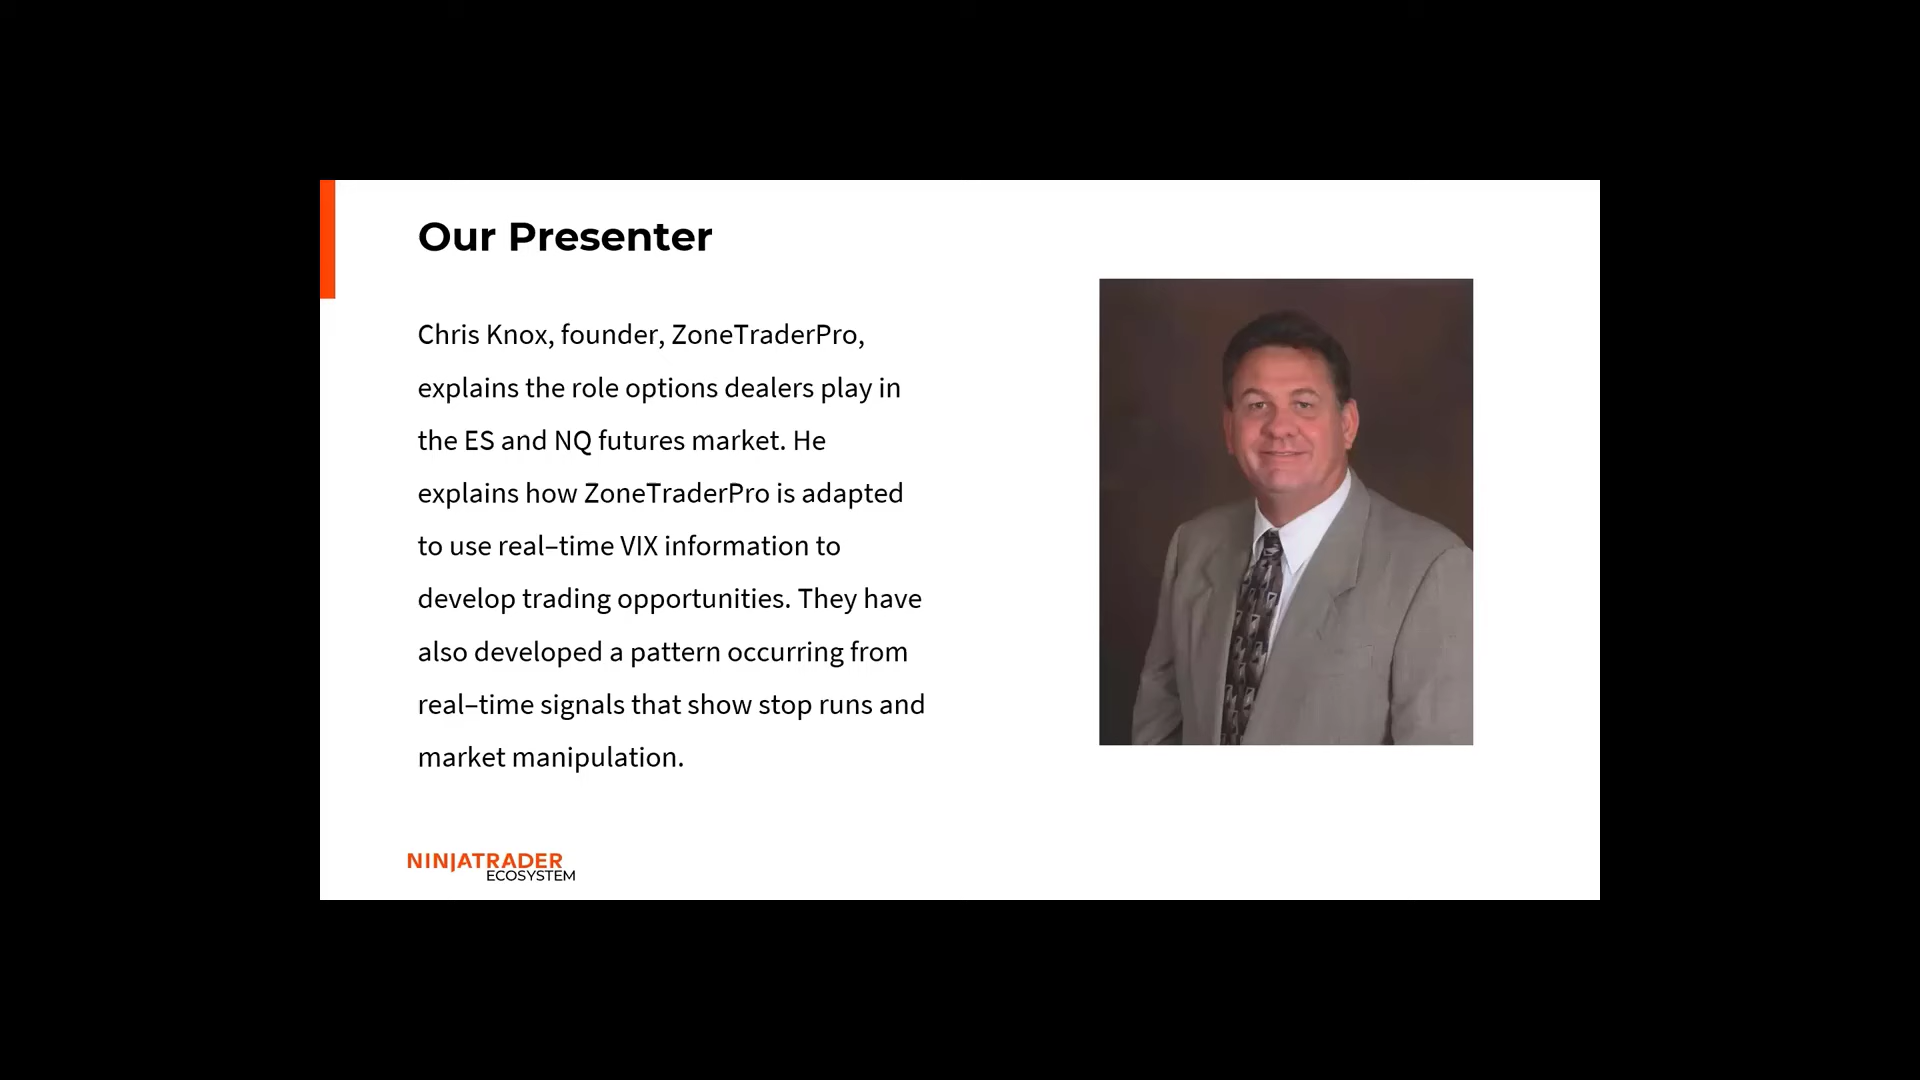 Our Presenter
Chris Knox, founder, ZoneTraderPro,
explains the role options dealers play in
the ES and NQ futures market. He
explains how ZoneTraderPro is adapted
to use real–time VIX information to
develop trading opportunities. They have
also developed a pattern occurring from
real–time signals that show stop runs and
market manipulation.
NINJATRADER
ECOSYSTEM